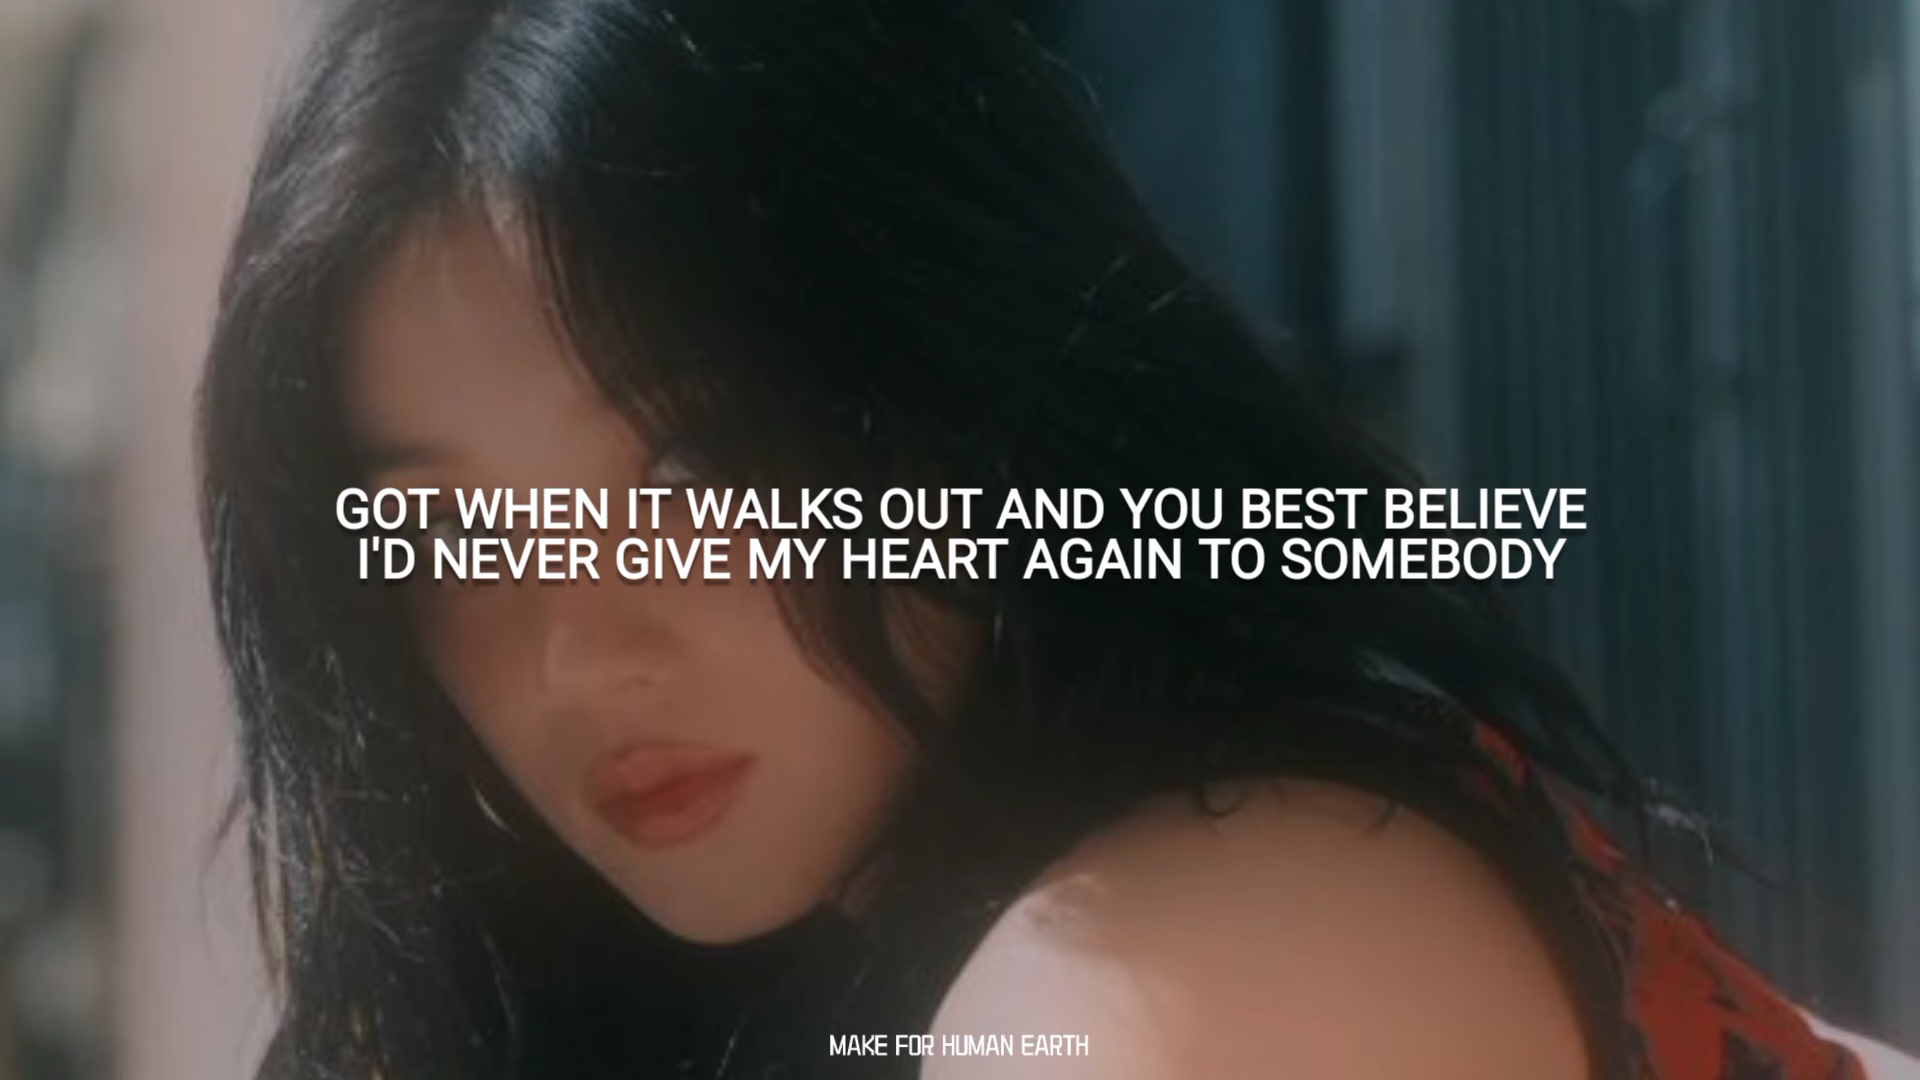 GOT WHEN IT WALKS OUT AND YOU BEST BELIEVE
I'D NEVER GIVE MY HEART AGAIN TO SOMEBODY
MAKE FOR HUMAN EARTH